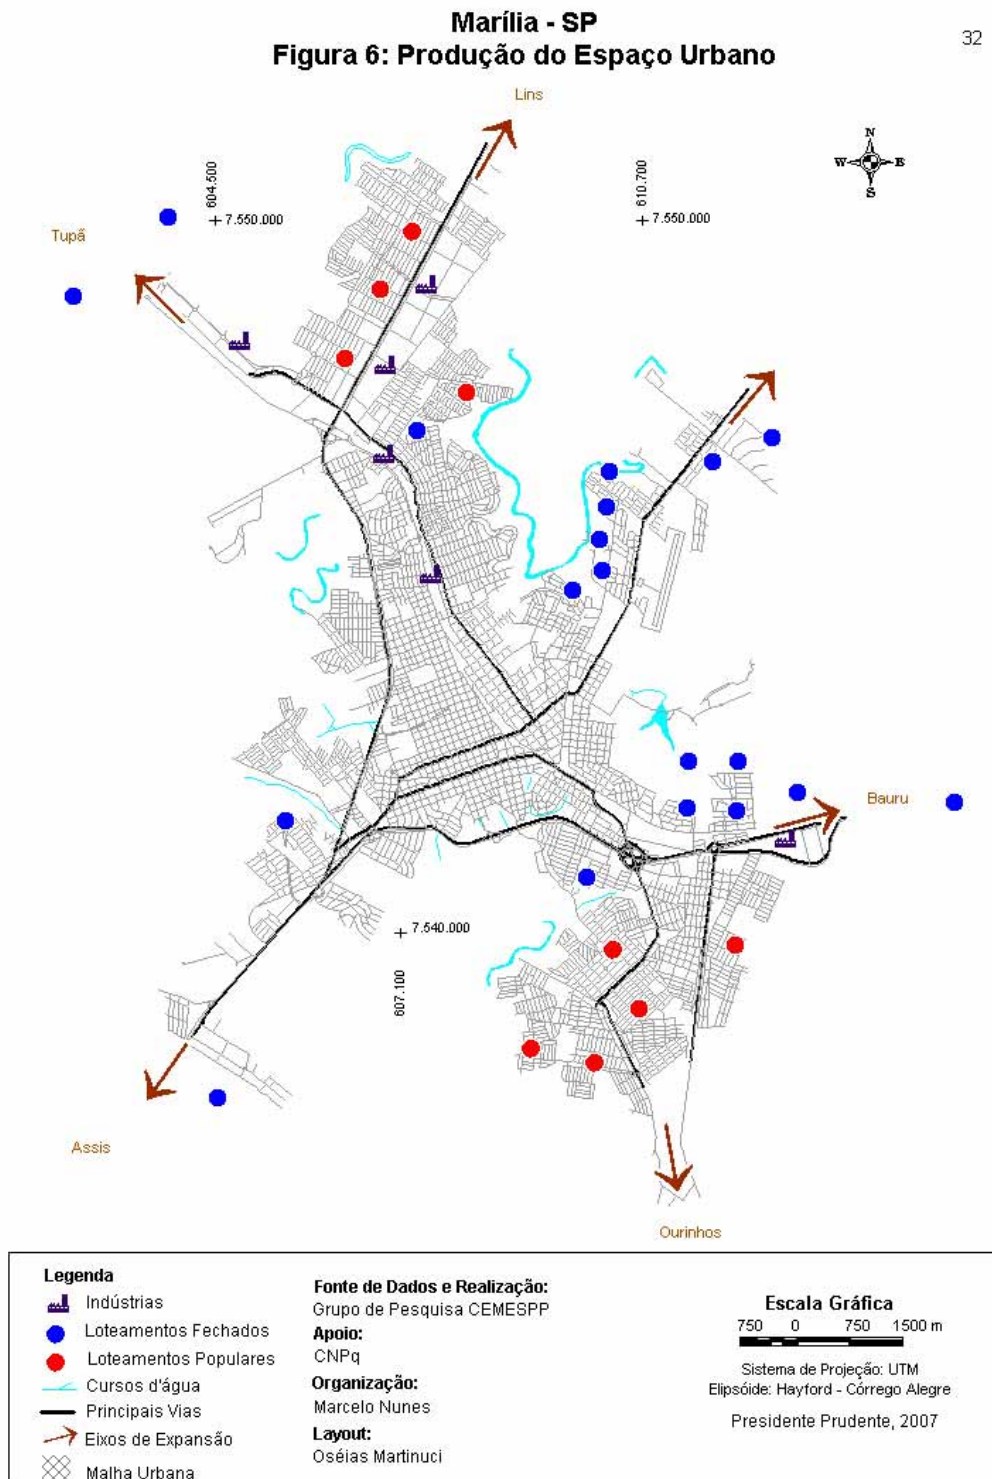 Marília - SP
Figura 6: Produção do Espaço Urbano
32
Lins
N
W E
S
604.500
7.550.000
610.700
7.550.000
Tupã
Bauru
7.540.000
607.100
Assis
Ourinhos
Legenda
Indústrias
Loteamentos Fechados
Loteamentos Populares
Cursos d'água
Principais Vias
Eixos de Expansão
Malha Urbana
Fonte de Dados e Realização:
Grupo de Pesquisa CEMESPP
Apoio:
CNPq
Organização:
Marcelo Nunes
Layout:
Oséias Martinuci
Escala Gráfica
750 0 750 1500 m
Sistema de Projeção: UTM
Elipsóide: Hayford - Córrego Alegre
Presidente Prudente, 2007